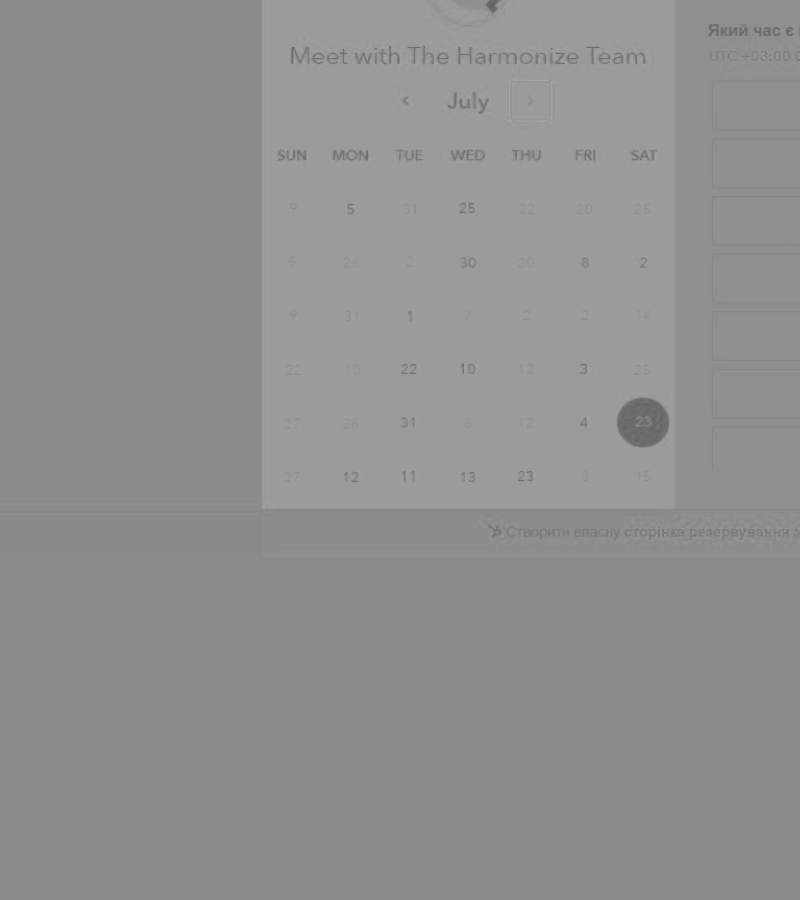 Який час є
UTC +03:00
Meet with The Harmonize Team
July
SUN MON TUE WED THU FRI SAT
9 5 31 25 22 20 25
5 26 2 30 20 8 2
9 31 1 7 2 2 14
22 10 22 10 12 3 25
27 28 31 8 12 4 23
27 12 11 13 23 8 15
Створити власну сторінка резервування